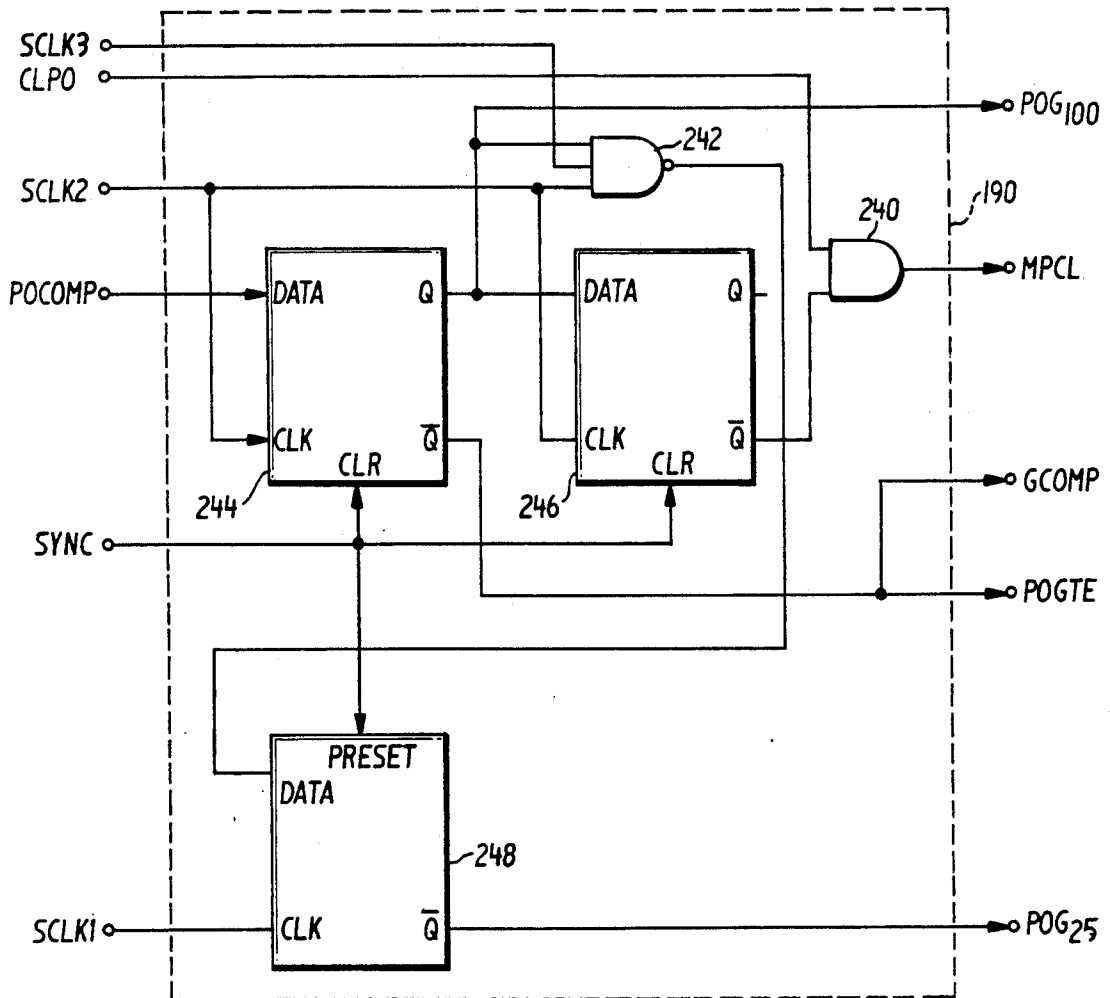 SCLK3
CLPO
POG100
242
SCLK2
190
240
MPCL
POCOMP
DATA
Q
DATA
Q
CLK
Q̅
CLK
Q̅
CLR
CLR
244
246
GCOMP
SYNC
POGTE
PRESET
DATA
248
SCLK1
CLK
Q̅
POG25